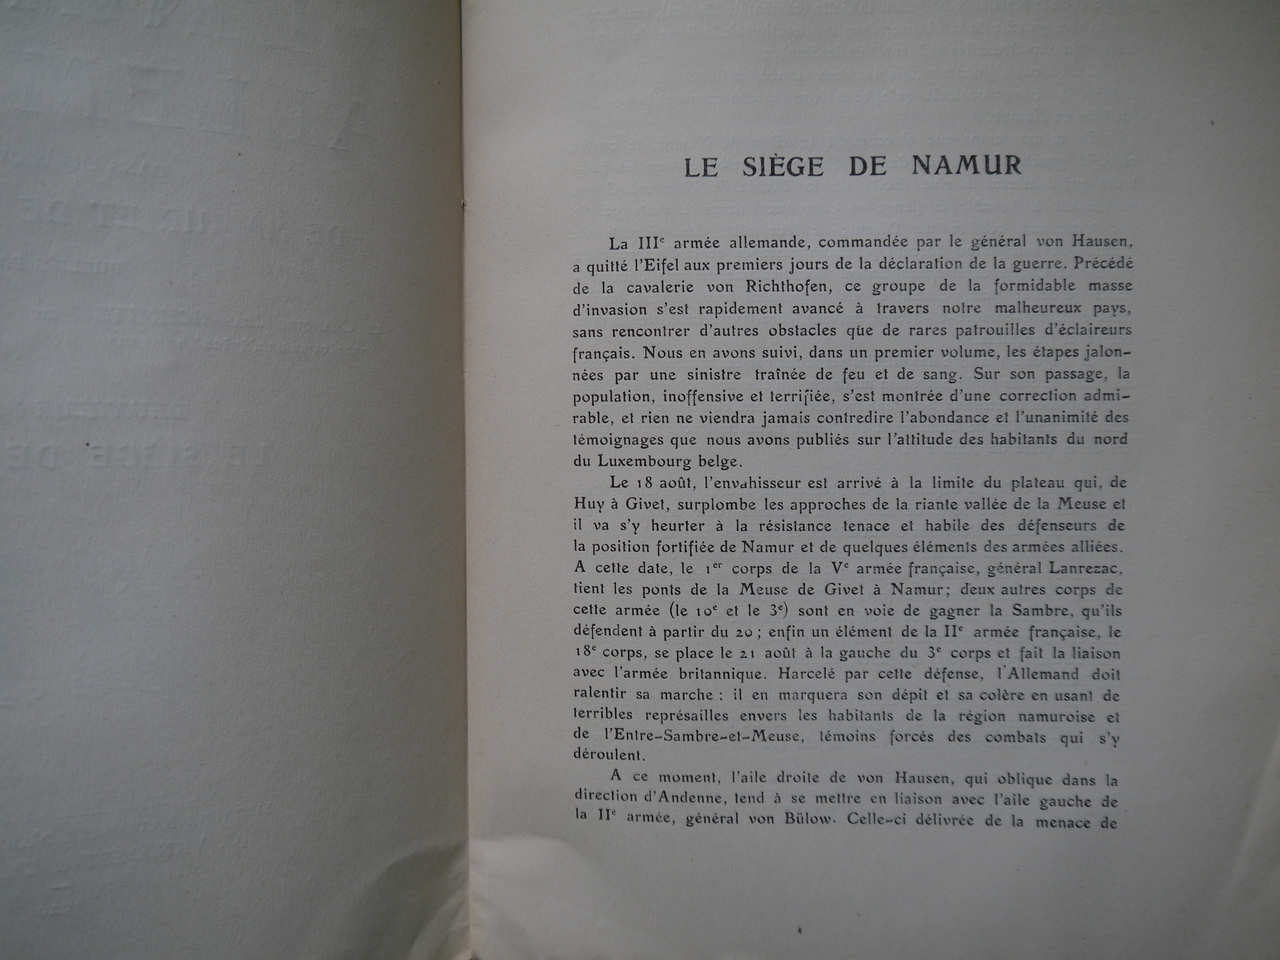 LE SIÈGE DE NAMUR
La IIIe armée allemande, commandée par le général von Hausen,
a quitté l'Eifel aux premiers jours de la déclaration de la guerre. Précédé
de la cavalerie von Richthofen, ce groupe de la formidable masse
d'invasion s'est rapidement avancé à travers notre malheureux pays,
sans rencontrer d'autres obstacles que de rares patrouilles d'éclaireurs
français. Nous en avons suivi, dans un premier volume, les étapes jalon-
nées par une sinistre traînée de feu et de sang. Sur son passage, la
population, inoffensive et terrifiée, s'est montrée d'une correction admi-
rable, et rien ne viendra jamais contredire l'abondance et l'unanimité des
témoignages que nous avons publiés sur l'attitude des habitants du nord
du Luxembourg belge.
Le 18 août, l'envahisseur est arrivé à la limite du plateau qui, de
Huy à Givet, surplombe les approches de la riante vallée de la Meuse et
il va s'y heurter à la résistance tenace et habile des défenseurs de
la position fortifiée de Namur et de quelques éléments des armées alliées.
A cette date, le 1er corps de la Ve armée française, général Lanrezac,
tient les ponts de la Meuse de Givet à Namur; deux autres corps de
cette armée (le 10e et le 3e) sont en voie de gagner la Sambre, qu'ils
défendent à partir du 20; enfin un élément de la IIe armée française, le
18e corps, se place le 21 août à la gauche du 3e corps et fait la liaison
avec l'armée britannique. Harcelé par cette défense, l'Allemand doit
ralentir sa marche : il en marquera son dépit et sa colère en usant de
terribles représailles envers les habitants de la région namuroise et
de l'Entre-Sambre-et-Meuse, témoins forcés des combats qui s'y
déroulent.
A ce moment, l'aile droite de von Hausen, qui oblique dans la
direction d'Andenne, tend à se mettre en liaison avec l'aile gauche de
la IIe armée, général von Bülow. Celle-ci délivrée de la menace de